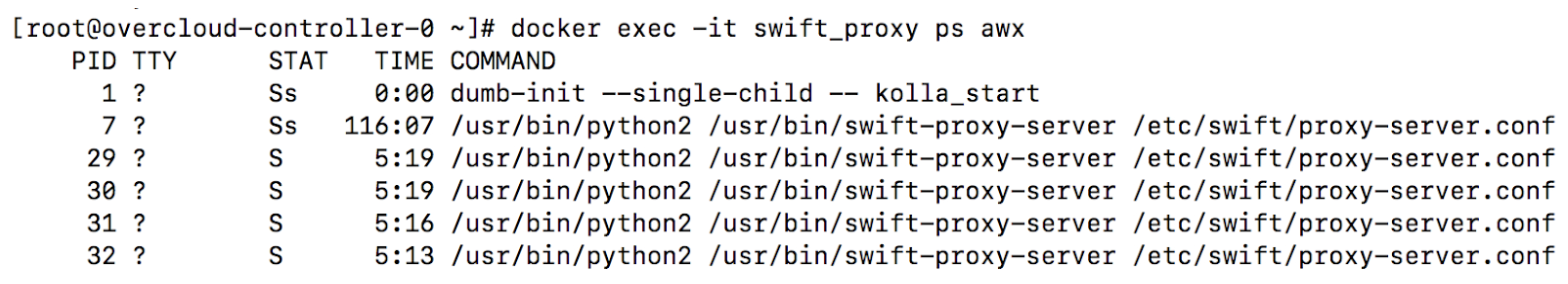 [root@overcloud-controller-0 ~]# docker exec -it swift_proxy ps awx
PID TTY STAT TIME COMMAND
1 ? Ss 0:00 dumb-init --single-child -- kolla_start
7 ? Ss 116:07 /usr/bin/python2 /usr/bin/swift-proxy-server /etc/swift/proxy-server.conf
29 ? S 5:19 /usr/bin/python2 /usr/bin/swift-proxy-server /etc/swift/proxy-server.conf
30 ? S 5:19 /usr/bin/python2 /usr/bin/swift-proxy-server /etc/swift/proxy-server.conf
31 ? S 5:16 /usr/bin/python2 /usr/bin/swift-proxy-server /etc/swift/proxy-server.conf
32 ? S 5:13 /usr/bin/python2 /usr/bin/swift-proxy-server /etc/swift/proxy-server.conf